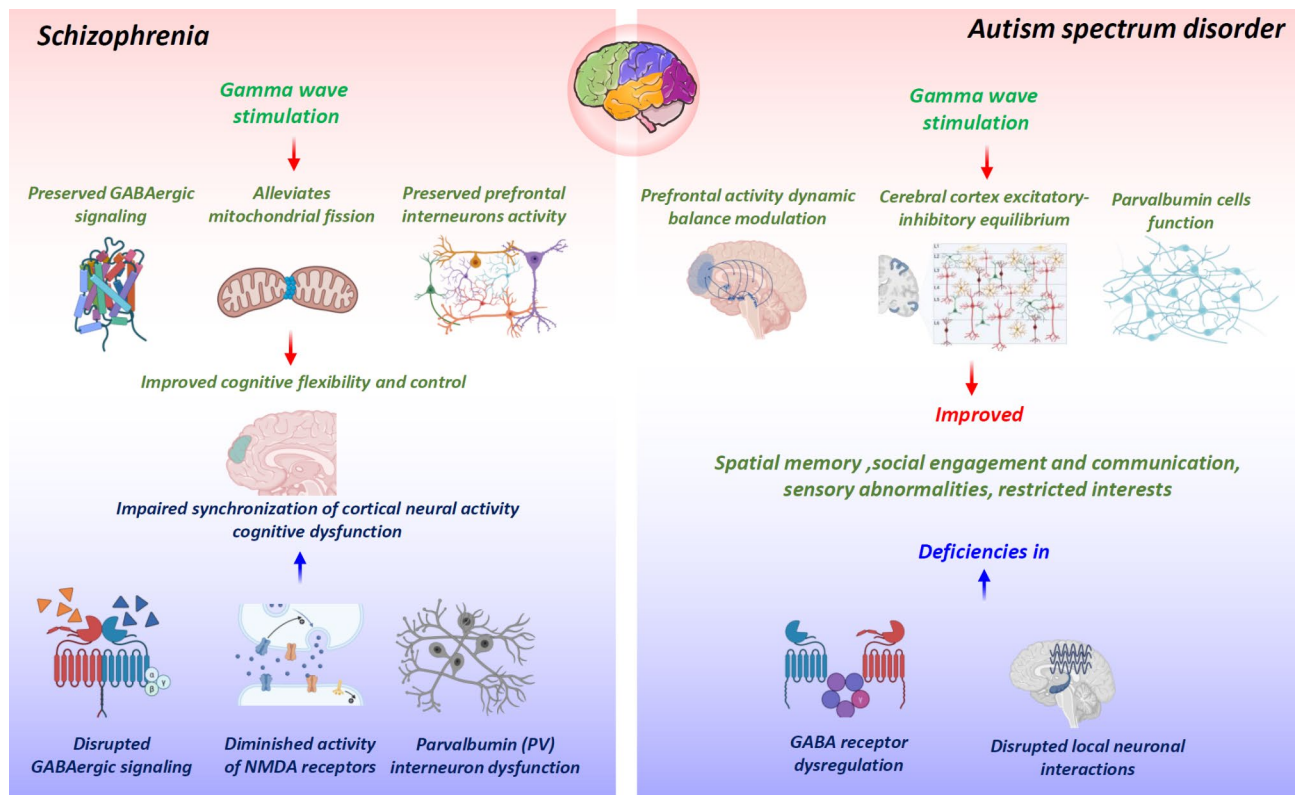 Schizophrenia
Gamma wave
stimulation
Preserved GABAergic
signaling
Alleviates
mitochondrial fission
Preserved prefrontal
interneurons activity
Improved cognitive flexibility and control
Impaired synchronization of cortical neural activity
cognitive dysfunction
α
β
γ
Disrupted
GABAergic signaling
Diminished activity
of NMDA receptors
Parvalbumin (PV)
interneuron dysfunction
Autism spectrum disorder
Gamma wave
stimulation
Prefrontal activity dynamic
balance modulation
Cerebral cortex excitatory-
inhibitory equilibrium
Parvalbumin cells
function
Improved
Spatial memory ,social engagement and communication,
sensory abnormalities, restricted interests
Deficiencies in
GABA receptor
dysregulation
Disrupted local neuronal
interactions